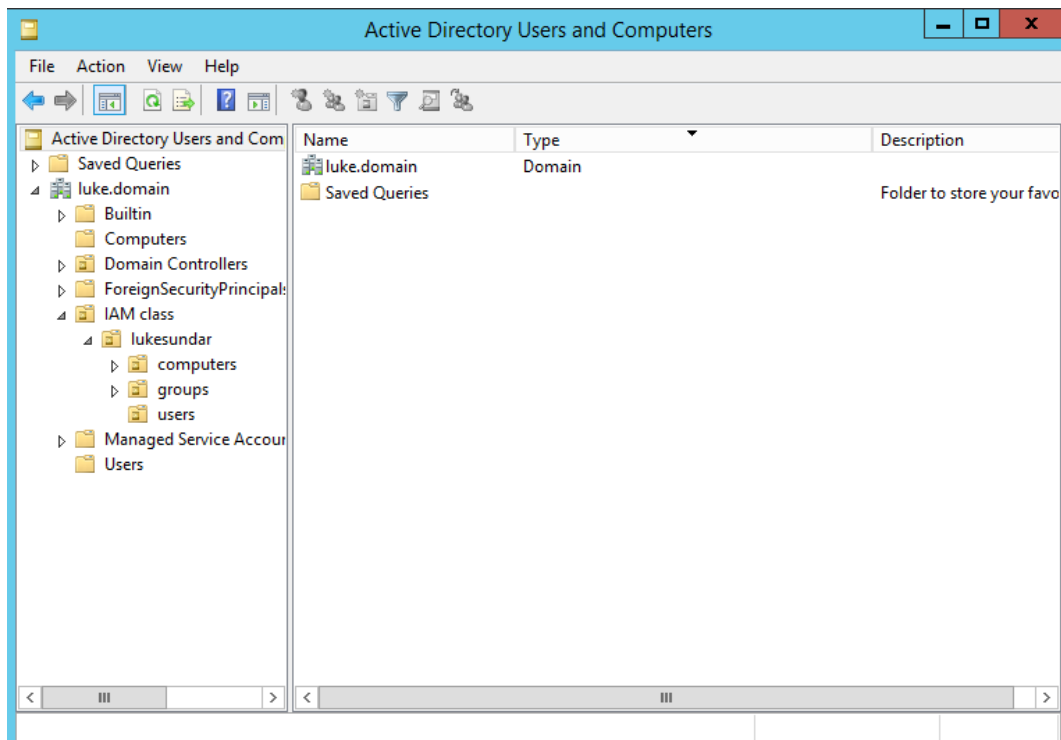 Active Directory Users and Computers
File Action View Help
Active Directory Users and Com
Saved Queries
luke.domain
Builtin
Computers
Domain Controllers
ForeignSecurityPrincipals
IAM class
lukesundar
computers
groups
users
Managed Service Accour
Users
Name Type Description
luke.domain Domain
Saved Queries Folder to store your favo